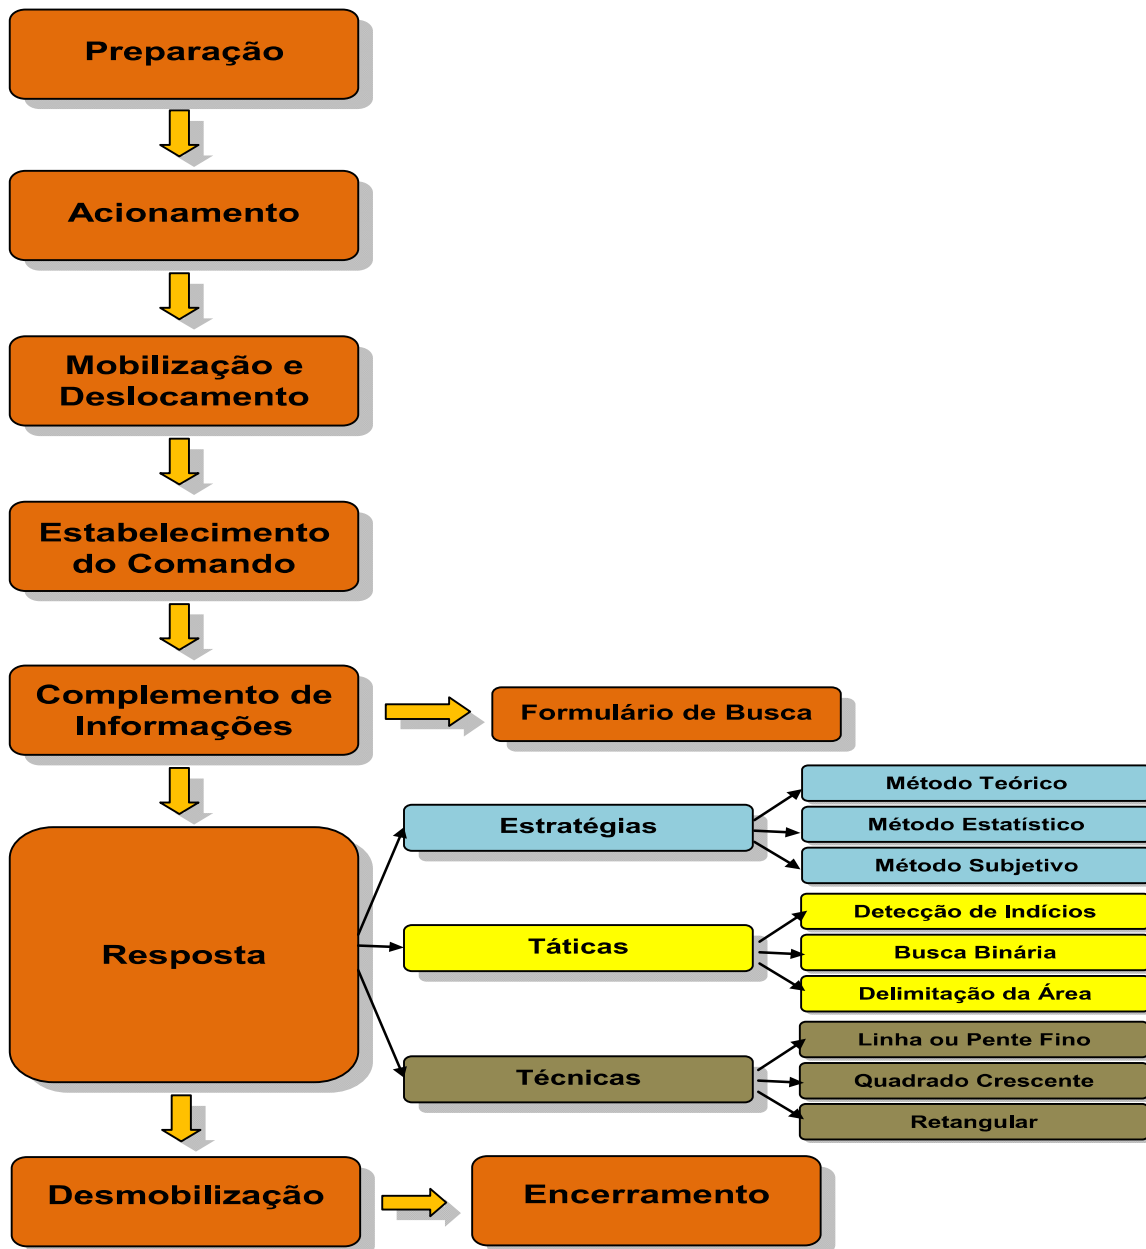 Preparação
Acionamento
Mobilização e
Deslocamento
Estabelecimento
do Comando
Complemento de
Informações
Formulário de Busca
Resposta
Estratégias
Método Teórico
Método Estatístico
Método Subjetivo
Táticas
Detecção de Indícios
Busca Binária
Delimitação da Área
Técnicas
Linha ou Pente Fino
Quadrado Crescente
Retangular
Desmobilização
Encerramento